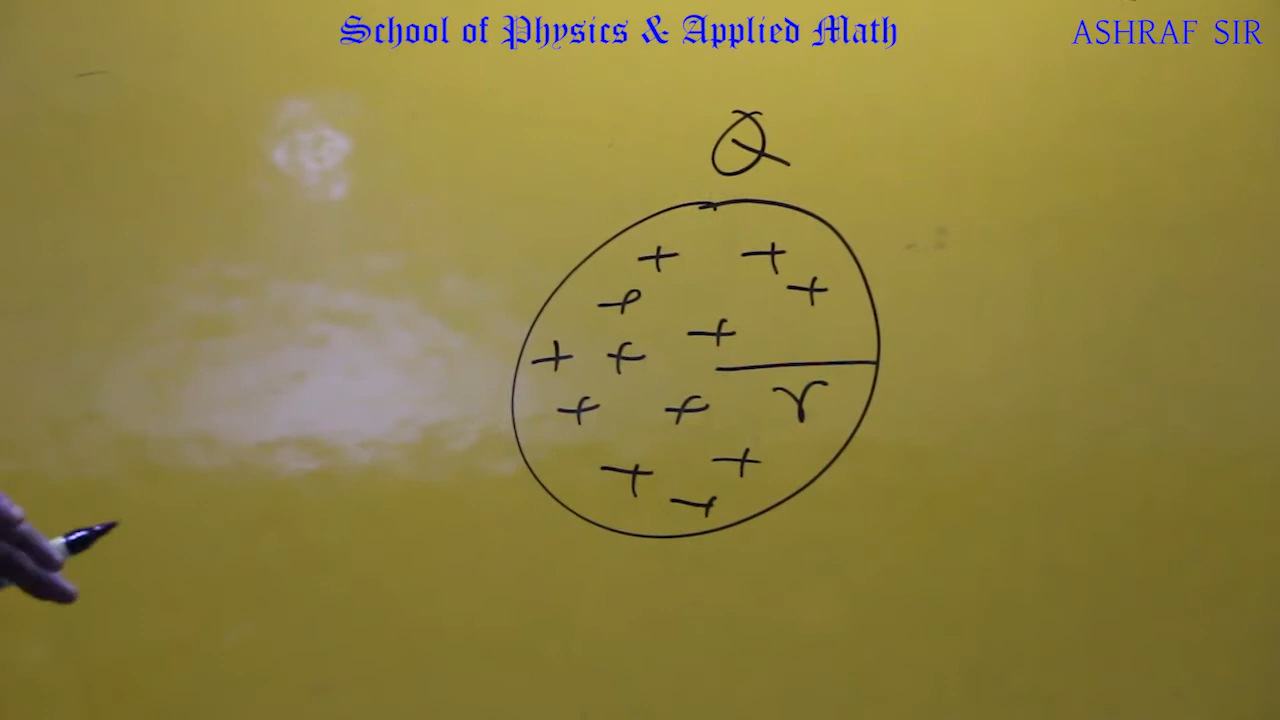 School of Physics & Applied Math
ASHRAF SIR
Q
+ +
+ +
+
+ +
r
+ +
+ +
+